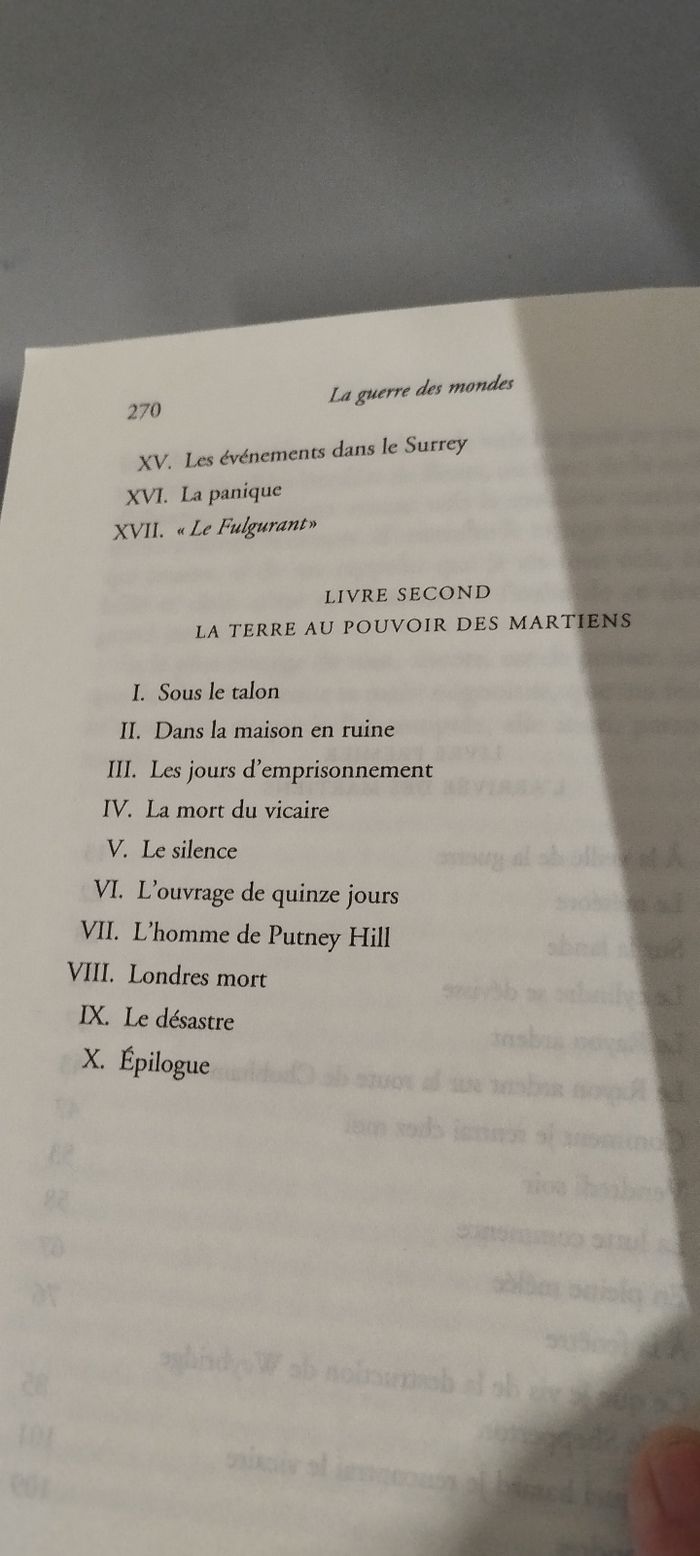 270
La guerre des mondes
XV. Les événements dans le Surrey
XVI. La panique
XVII. « Le Fulgurant»
LIVRE SECOND
LA TERRE AU POUVOIR DES MARTIENS
I. Sous le talon
II. Dans la maison en ruine
III. Les jours d'emprisonnement
IV. La mort du vicaire
V. Le silence
VI. L'ouvrage de quinze jours
VII. L'homme de Putney Hill
VIII. Londres mort
IX. Le désastre
X. Épilogue